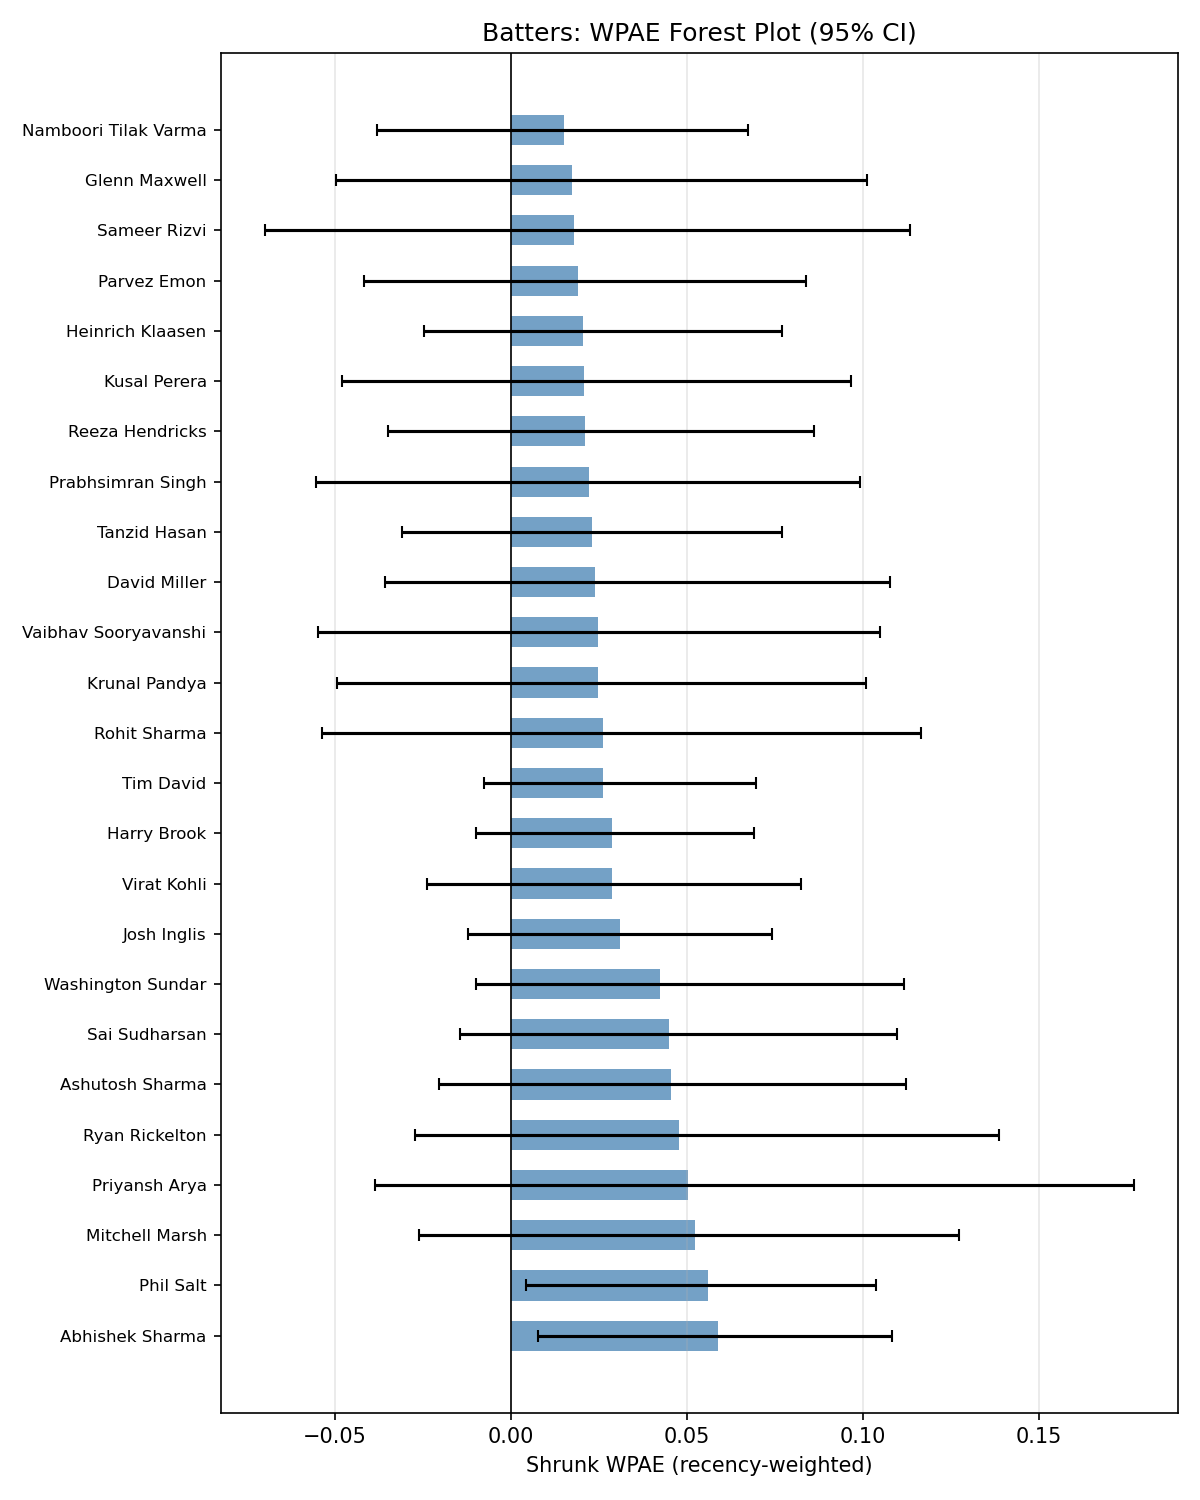 Batters: WPAE Forest Plot (95% CI)
Namboori Tilak Varma
Glenn Maxwell
Sameer Rizvi
Parvez Emon
Heinrich Klaasen
Kusal Perera
Reeza Hendricks
Prabhsimran Singh
Tanzid Hasan
David Miller
Vaibhav Sooryavanshi
Krunal Pandya
Rohit Sharma
Tim David
Harry Brook
Virat Kohli
Josh Inglis
Washington Sundar
Sai Sudharsan
Ashutosh Sharma
Ryan Rickelton
Priyansh Arya
Mitchell Marsh
Phil Salt
Abhishek Sharma
−0.05 0.00 0.05 0.10 0.15
Shrunk WPAE (recency-weighted)